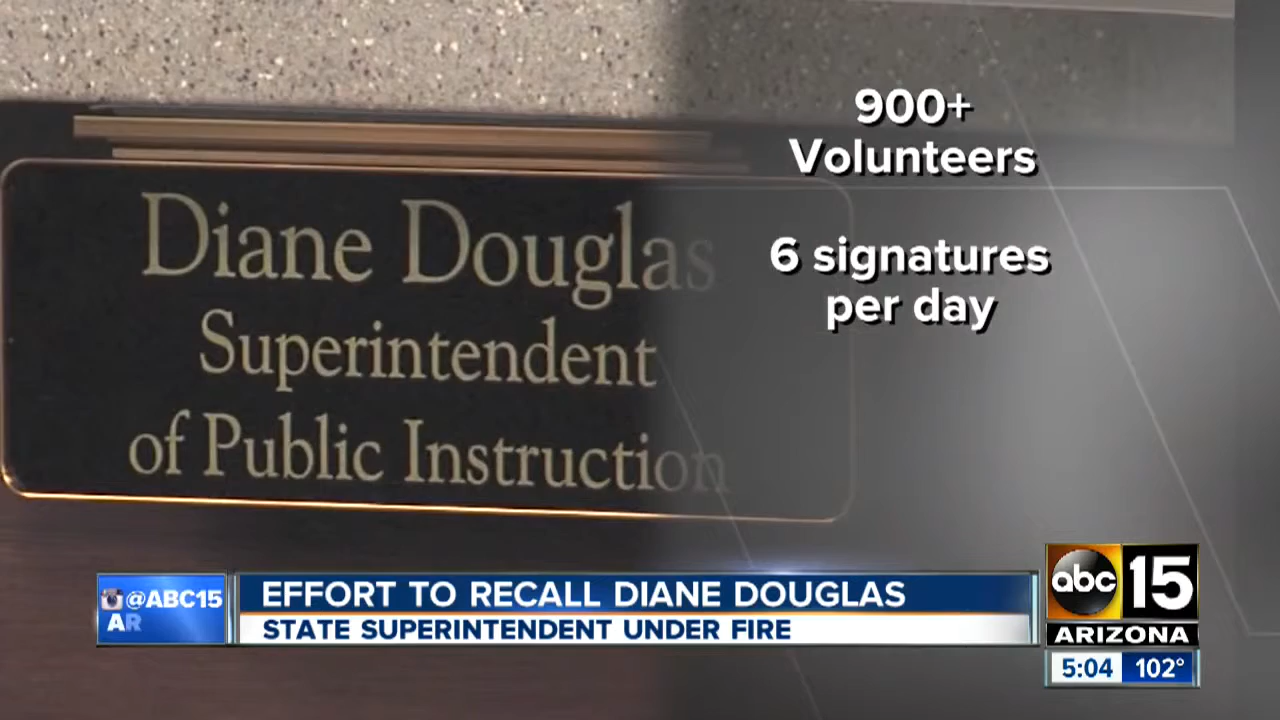 900+
Volunteers
6 signatures
per day
Diane Douglas
Superintendent
of Public Instruction
@ABC15
AR
EFFORT TO RECALL DIANE DOUGLAS
STATE SUPERINTENDENT UNDER FIRE
abc 15
ARIZONA
5:04 102°